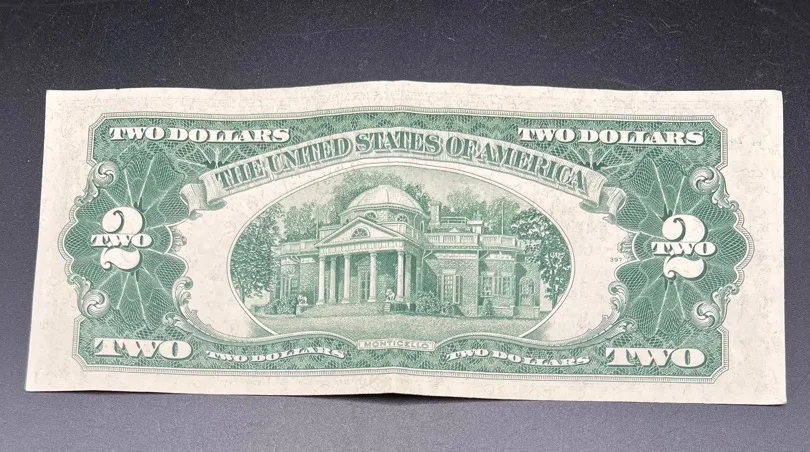 TWO DOLLARS TWO DOLLARS
THE UNITED STATES OF AMERICA
2 2
TWO TWO
397
MONTICELLO
TWO TWO DOLLARS TWO DOLLARS TWO